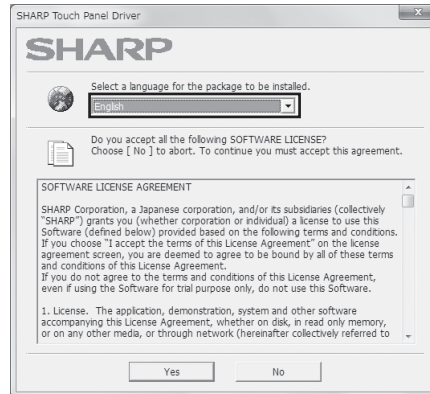 SHARP Touch Panel Driver
SHARP
Select a language for the package to be installed.
English
Do you accept all the following SOFTWARE LICENSE?
Choose [ No ] to abort. To continue you must accept this agreement.
SOFTWARE LICENSE AGREEMENT
SHARP Corporation, a Japanese corporation, and/or its subsidiaries (collectively
"SHARP") grants you (whether corporation or individual) a license to use this
Software (defined below) provided based on the following terms and conditions.
If you choose "I accept the terms of this License Agreement" on the license
agreement screen, you are deemed to agree to be bound by all of these terms
and conditions of this License Agreement.
If you do not agree to the terms and conditions of this License Agreement,
even if using the Software for trial purpose only, do not use this Software.
1. License. The application, demonstration, system and other software
accompanying this License Agreement, whether on disk, in read only memory,
or on any other media, or through network (hereinafter collectively referred to
Yes
No